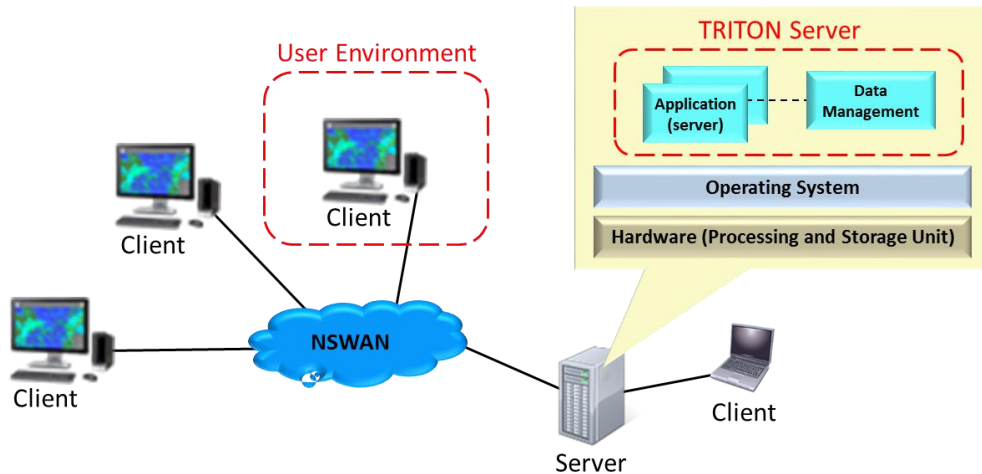 TRITON Server
User Environment
Application
(server)
Data
Management
Operating System
Hardware (Processing and Storage Unit)
Client
Client
Client
NSWAN
Client
Server